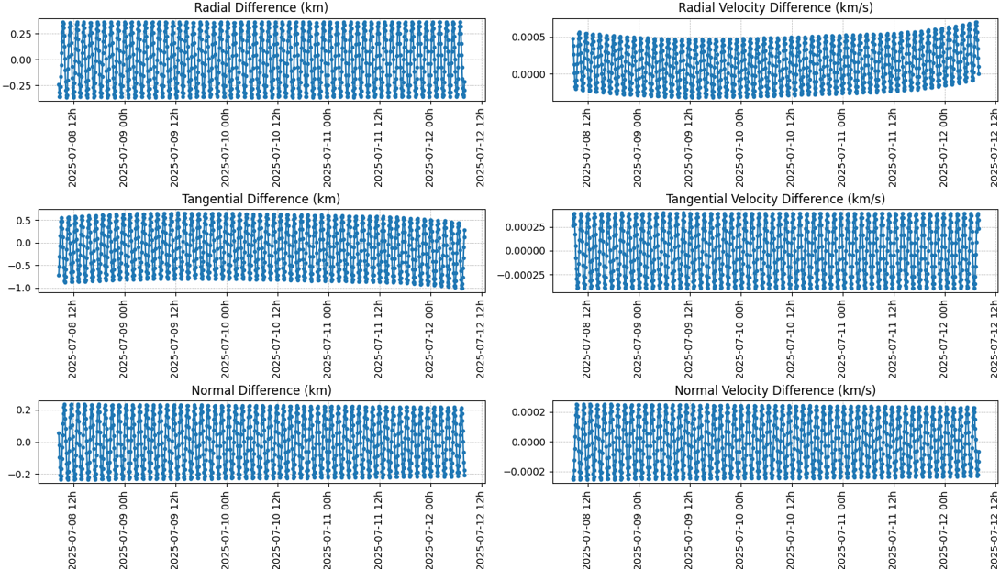 Radial Difference (km)
0.25
0.00
−0.25
2025-07-08 12h
2025-07-09 00h
2025-07-09 12h
2025-07-10 00h
2025-07-10 12h
2025-07-11 00h
2025-07-11 12h
2025-07-12 00h
2025-07-12 12h
Radial Velocity Difference (km/s)
0.0005
0.0000
2025-07-08 12h
2025-07-09 00h
2025-07-09 12h
2025-07-10 00h
2025-07-10 12h
2025-07-11 00h
2025-07-11 12h
2025-07-12 00h
2025-07-12 12h
Tangential Difference (km)
0.5
0.0
−0.5
−1.0
2025-07-08 12h
2025-07-09 00h
2025-07-09 12h
2025-07-10 00h
2025-07-10 12h
2025-07-11 00h
2025-07-11 12h
2025-07-12 00h
2025-07-12 12h
Tangential Velocity Difference (km/s)
0.00025
0.00000
−0.00025
2025-07-08 12h
2025-07-09 00h
2025-07-09 12h
2025-07-10 00h
2025-07-10 12h
2025-07-11 00h
2025-07-11 12h
2025-07-12 00h
2025-07-12 12h
Normal Difference (km)
0.2
0.0
−0.2
2025-07-08 12h
2025-07-09 00h
2025-07-09 12h
2025-07-10 00h
2025-07-10 12h
2025-07-11 00h
2025-07-11 12h
2025-07-12 00h
2025-07-12 12h
Normal Velocity Difference (km/s)
0.0002
0.0000
−0.0002
2025-07-08 12h
2025-07-09 00h
2025-07-09 12h
2025-07-10 00h
2025-07-10 12h
2025-07-11 00h
2025-07-11 12h
2025-07-12 00h
2025-07-12 12h